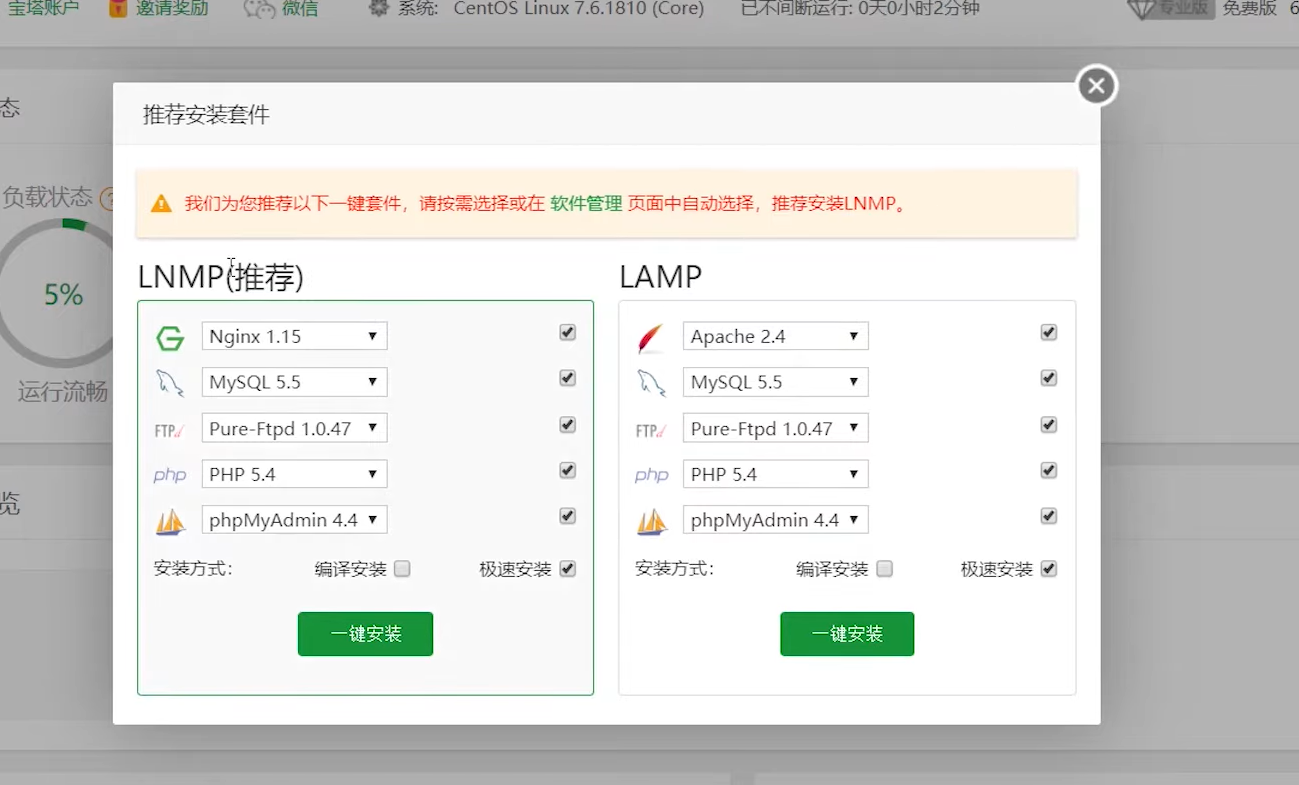 宝塔账户 邀请奖励 微信 系统: CentOS Linux 7.6.1810 (Core) 已不间断运行: 0天0小时2分钟 专业版 免费版 6
态
推荐安装套件
负载状态 ?
我们为您推荐以下一键套件，请按需选择或在 软件管理 页面中自动选择，推荐安装LNMP。
5%
运行流畅
览
LNMP(推荐)
Nginx 1.15
MySQL 5.5
FTPd Pure-Ftpd 1.0.47
php PHP 5.4
phpMyAdmin 4.4
安装方式: 编译安装 极速安装
一键安装
LAMP
Apache 2.4
MySQL 5.5
FTPd Pure-Ftpd 1.0.47
php PHP 5.4
phpMyAdmin 4.4
安装方式: 编译安装 极速安装
一键安装